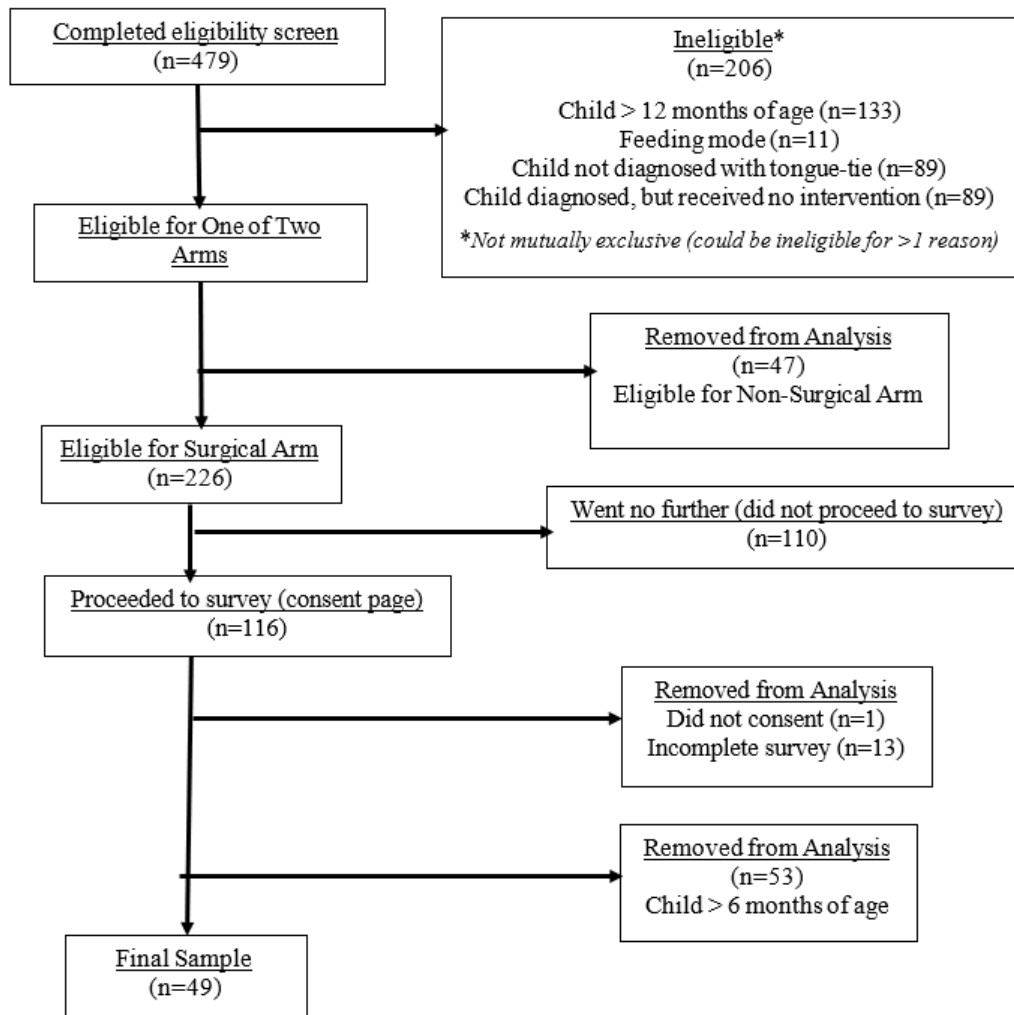 Completed eligibility screen
(n=479)
Ineligible*
(n=206)
Child > 12 months of age (n=133)
Feeding mode (n=11)
Child not diagnosed with tongue-tie (n=89)
Child diagnosed, but received no intervention (n=89)
*Not mutually exclusive (could be ineligible for >1 reason)
Eligible for One of Two
Arms
Removed from Analysis
(n=47)
Eligible for Non-Surgical Arm
Eligible for Surgical Arm
(n=226)
Went no further (did not proceed to survey)
(n=110)
Proceeded to survey (consent page)
(n=116)
Removed from Analysis
Did not consent (n=1)
Incomplete survey (n=13)
Removed from Analysis
(n=53)
Child > 6 months of age
Final Sample
(n=49)